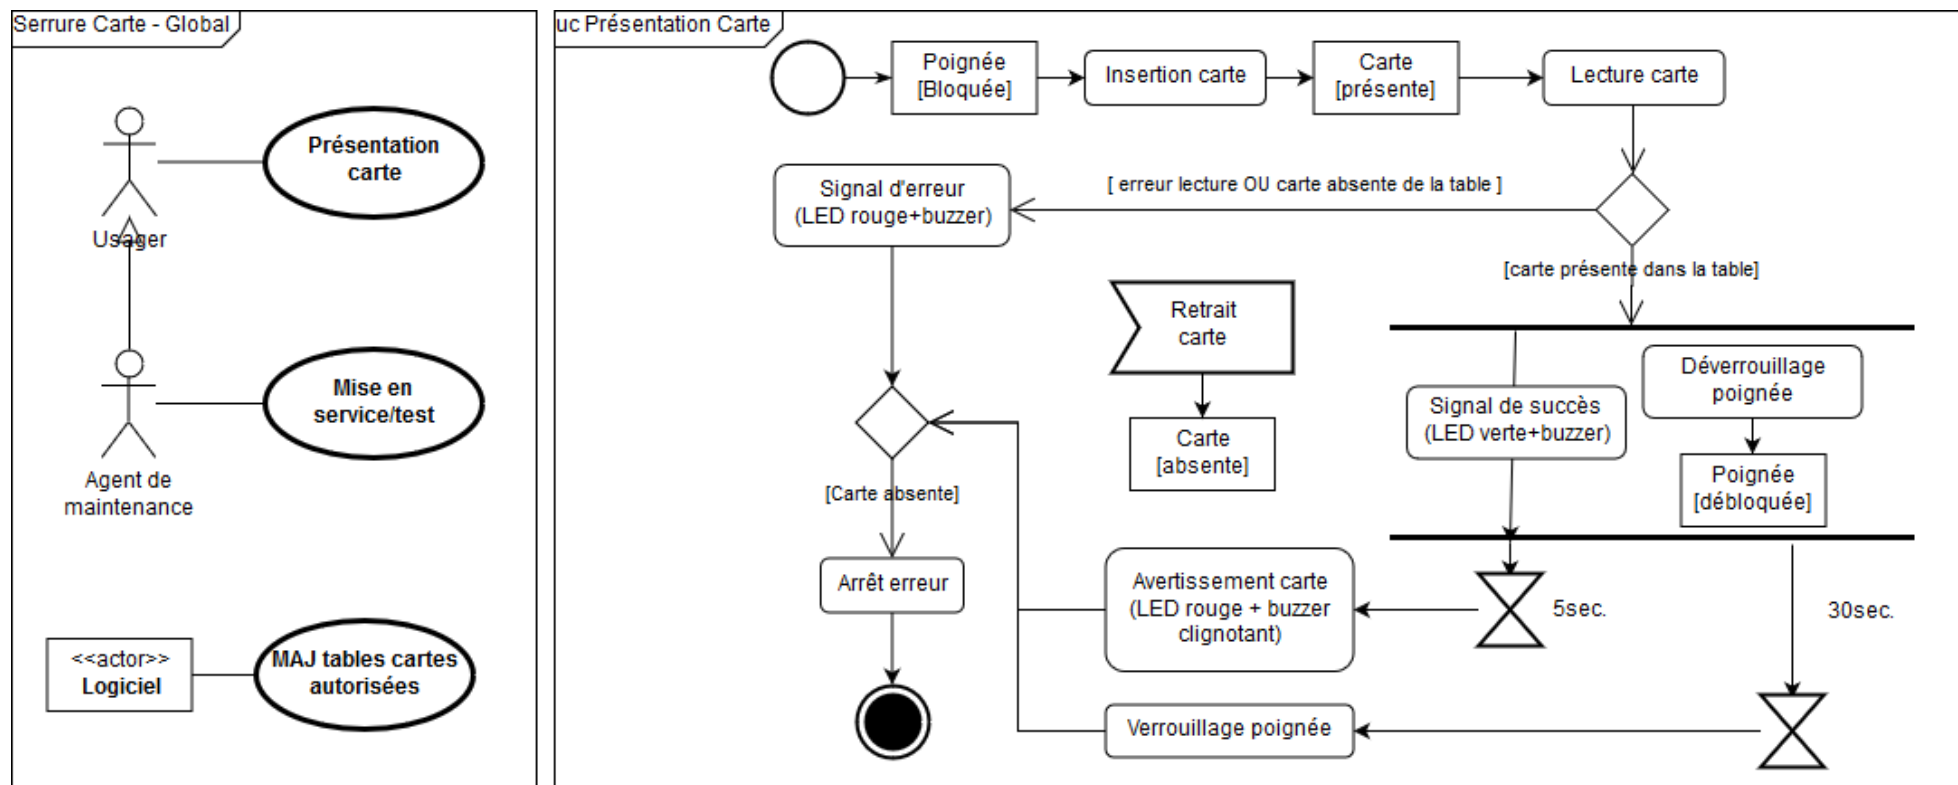 Serrure Carte - Global
Présentation
carte
Usager
Mise en
service/test
Agent de
maintenance
<<actor>>
Logiciel
MAJ tables cartes
autorisées
uc Présentation Carte
Poignée
[Bloquée]
Insertion carte
Carte
[présente]
Lecture carte
Signal d'erreur
(LED rouge+buzzer)
[ erreur lecture OU carte absente de la table ]
[carte présente dans la table]
Retrait
carte
Carte
[absente]
Signal de succès
(LED verte+buzzer)
Déverrouillage
poignée
Poignée
[débloquée]
[Carte absente]
Arrêt erreur
Avertissement carte
(LED rouge + buzzer
clignotant)
5sec.
30sec.
Verrouillage poignée